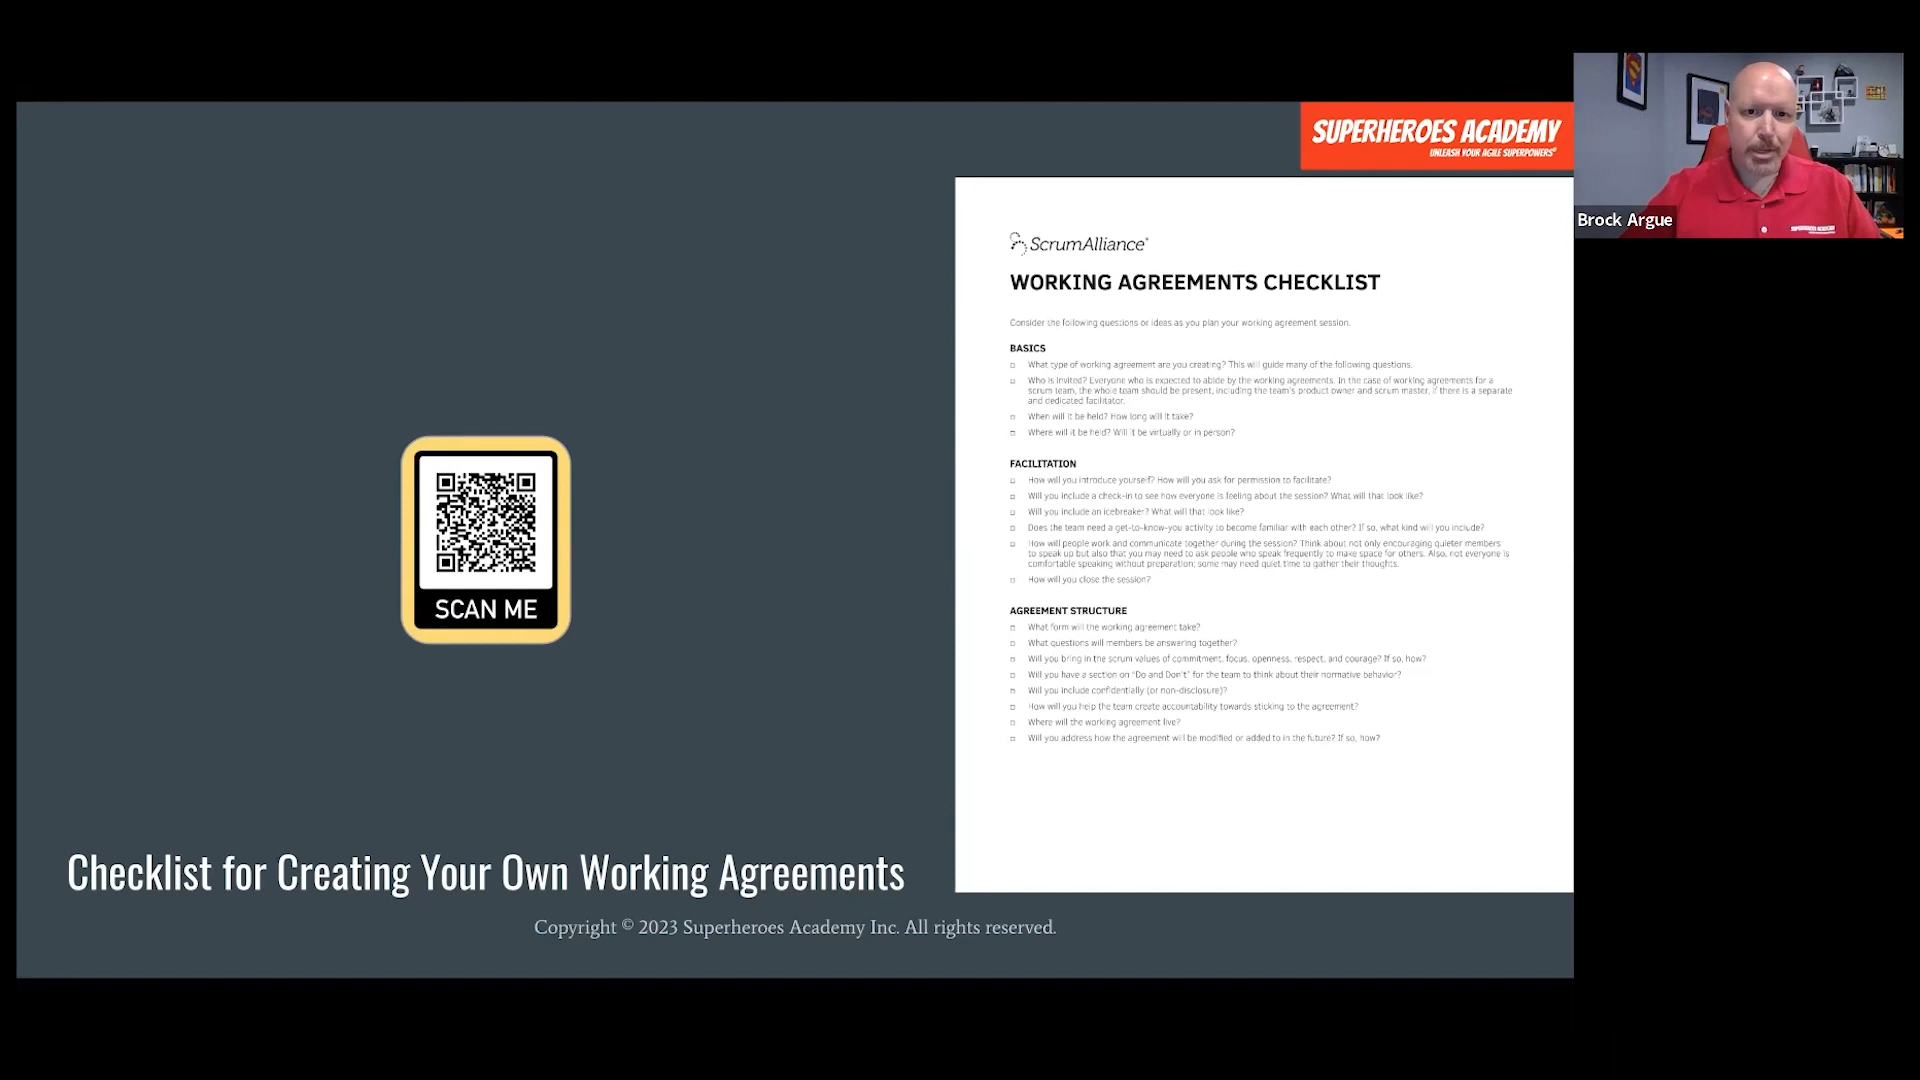 SUPERHEROES ACADEMY
UNLEASH YOUR AGILE SUPERPOWERS®
Brock Argue
SUPERHEROES ACADEMY
ScrumAlliance®
WORKING AGREEMENTS CHECKLIST
Consider the following questions or ideas as you plan your working agreement session.
BASICS
What type of working agreement are you creating? This will guide many of the following questions.
Who is invited? Everyone who is expected to abide by the working agreements. In the case of working agreements for a
scrum team, the whole team should be present, including the team's product owner and scrum master, if there is a separate
and dedicated facilitator.
When will it be held? How long will it take?
Where will it be held? Will it be virtually or in person?
FACILITATION
How will you introduce yourself? How will you ask for permission to facilitate?
Will you include a check-in to see how everyone is feeling about the session? What will that look like?
Will you include an icebreaker? What will that look like?
Does the team need a get-to-know-you activity to become familiar with each other? If so, what kind will you include?
How will people work and communicate together during the session? Think about not only encouraging quieter members
to speak up but also that you may need to ask people who speak frequently to make space for others. Also, not everyone is
comfortable speaking without preparation; some may need quiet time to gather their thoughts.
How will you close the session?
AGREEMENT STRUCTURE
What form will the working agreement take?
What questions will members be answering together?
Will you bring in the scrum values of commitment, focus, openness, respect, and courage? If so, how?
Will you have a section on “Do and Don't” for the team to think about their normative behavior?
Will you include confidentially (or non-disclosure)?
How will you help the team create accountability towards sticking to the agreement?
Where will the working agreement live?
Will you address how the agreement will be modified or added to in the future? If so, how?
SCAN ME
Checklist for Creating Your Own Working Agreements
Copyright © 2023 Superheroes Academy Inc. All rights reserved.